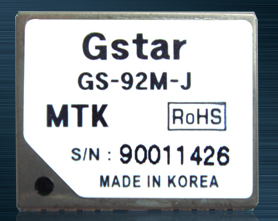 Gstar
GS-92M-J
MTK RoHS
S/N : 90011426
MADE IN KOREA